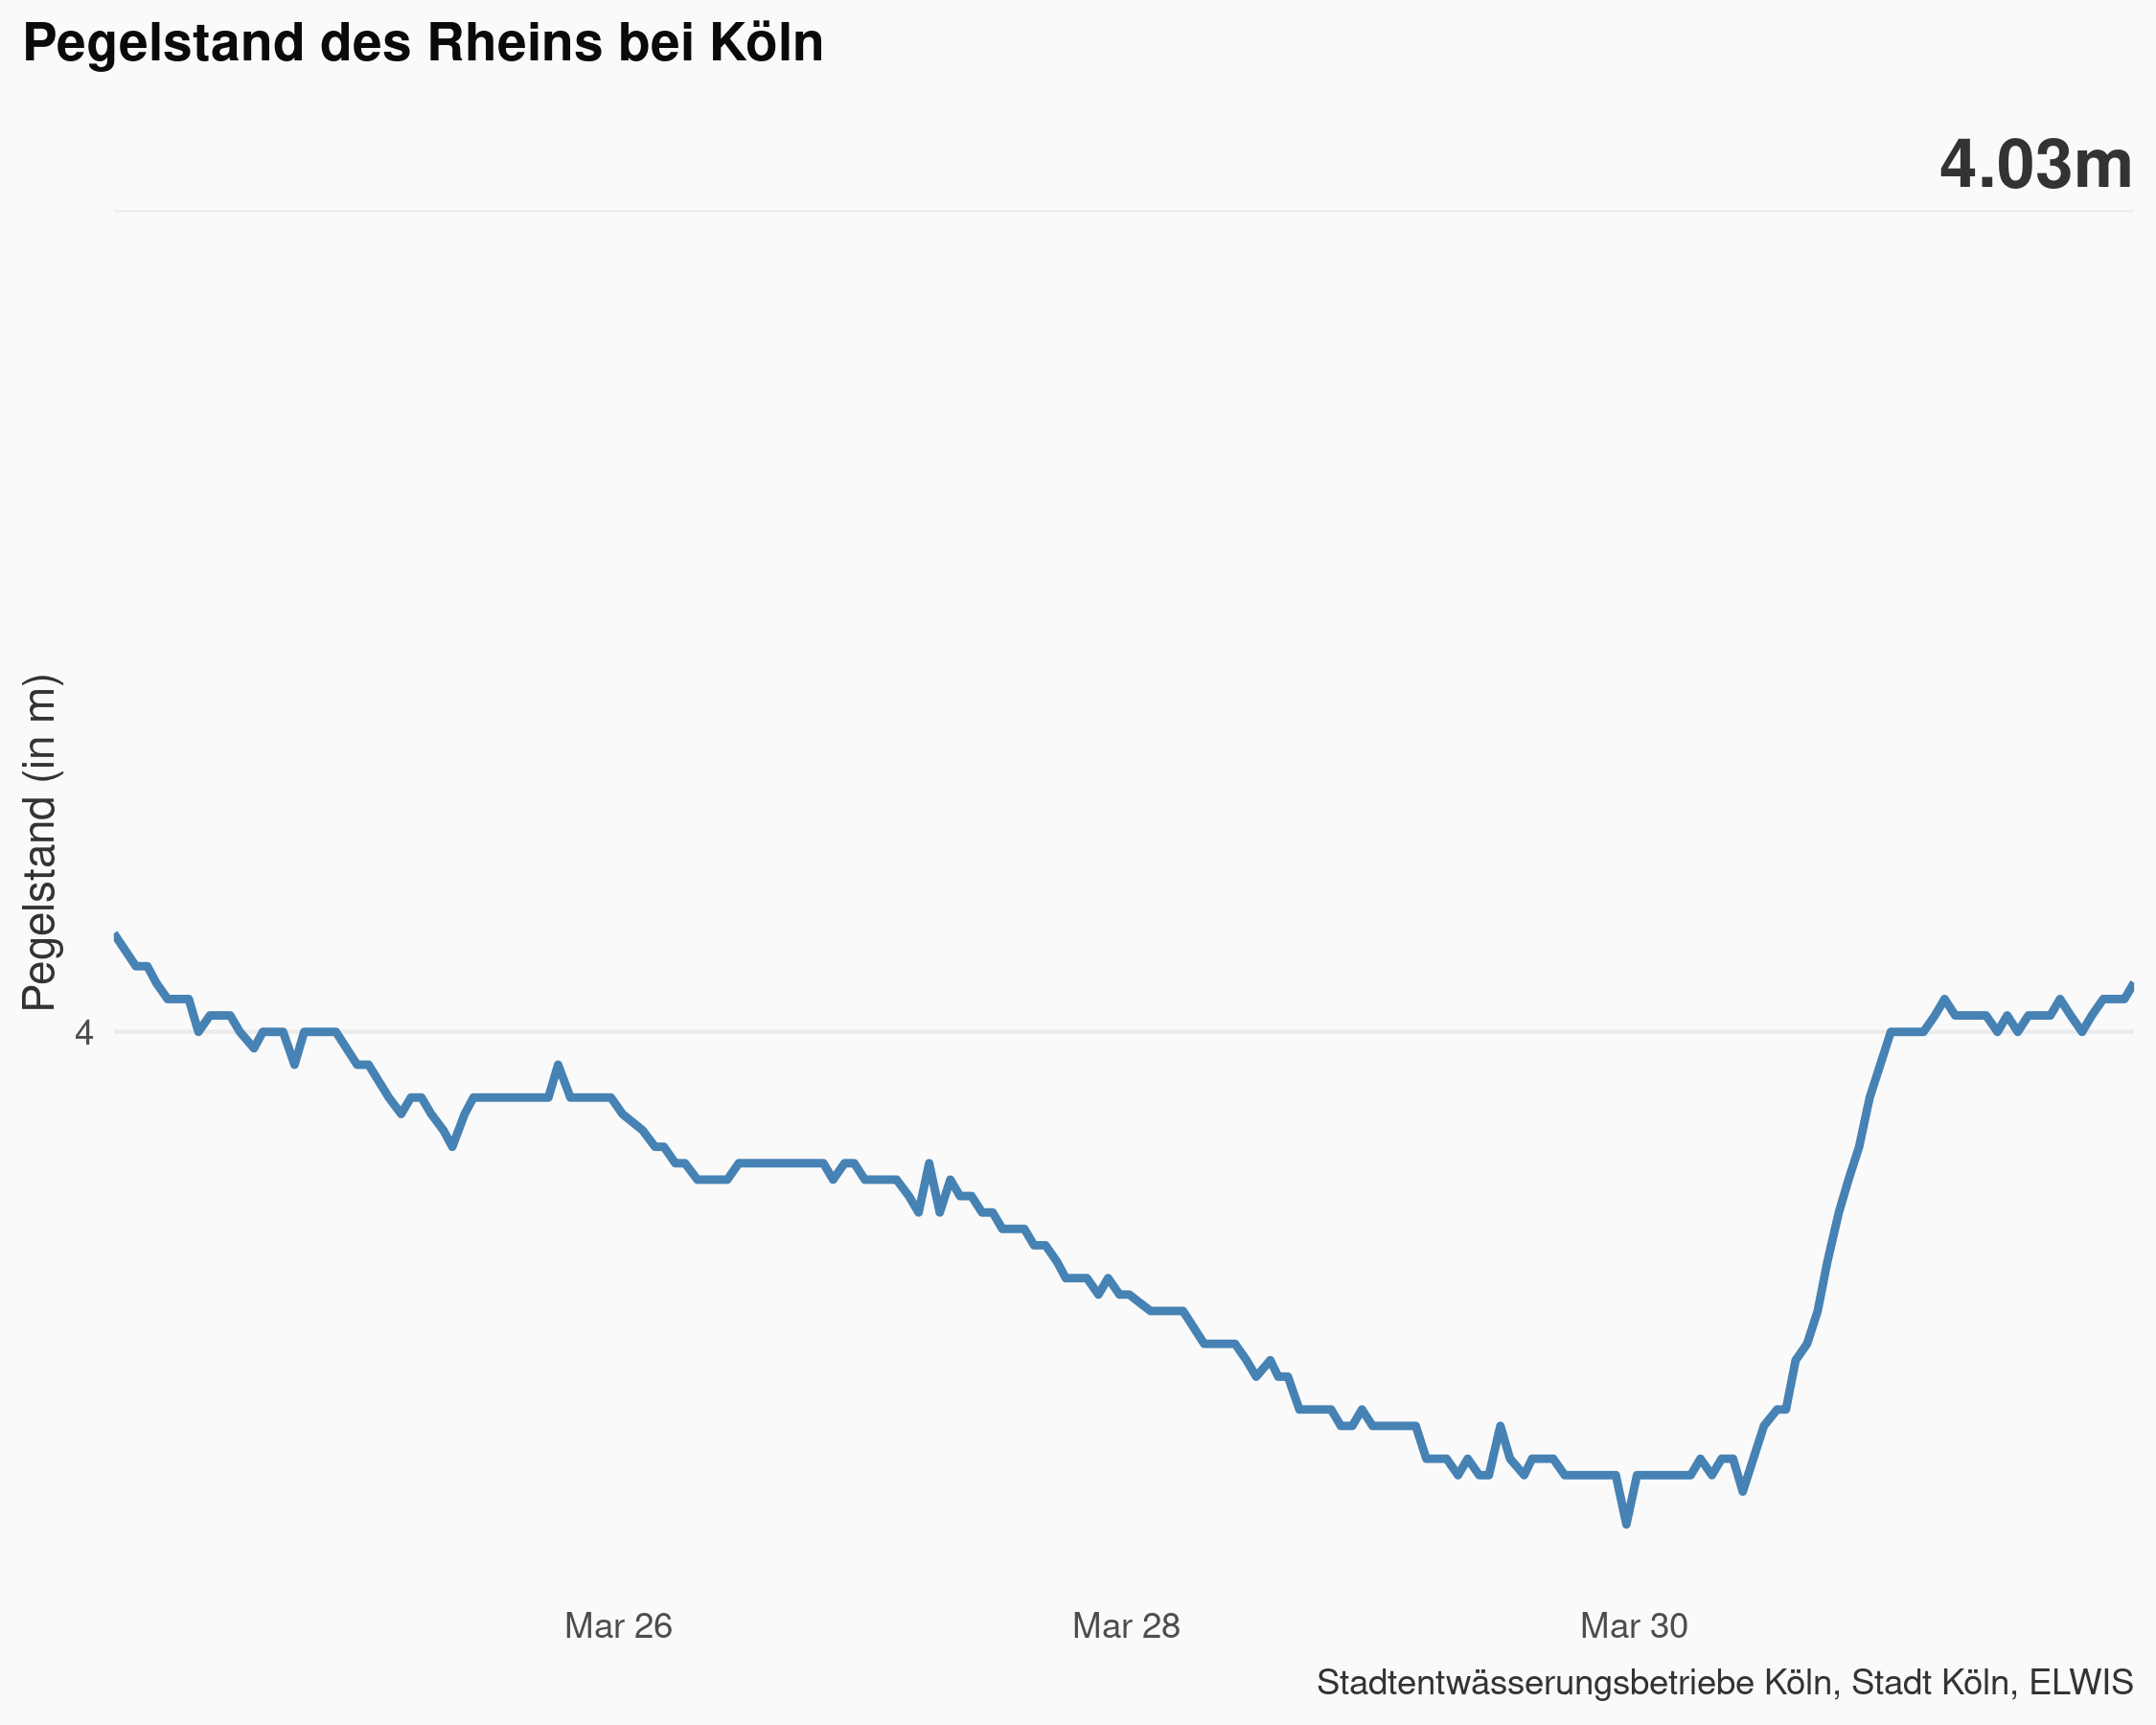 Pegelstand des Rheins bei Köln
4.03m
Pegelstand (in m)
4
Mar 26
Mar 28
Mar 30
Stadtentwässerungsbetriebe Köln, Stadt Köln, ELWIS